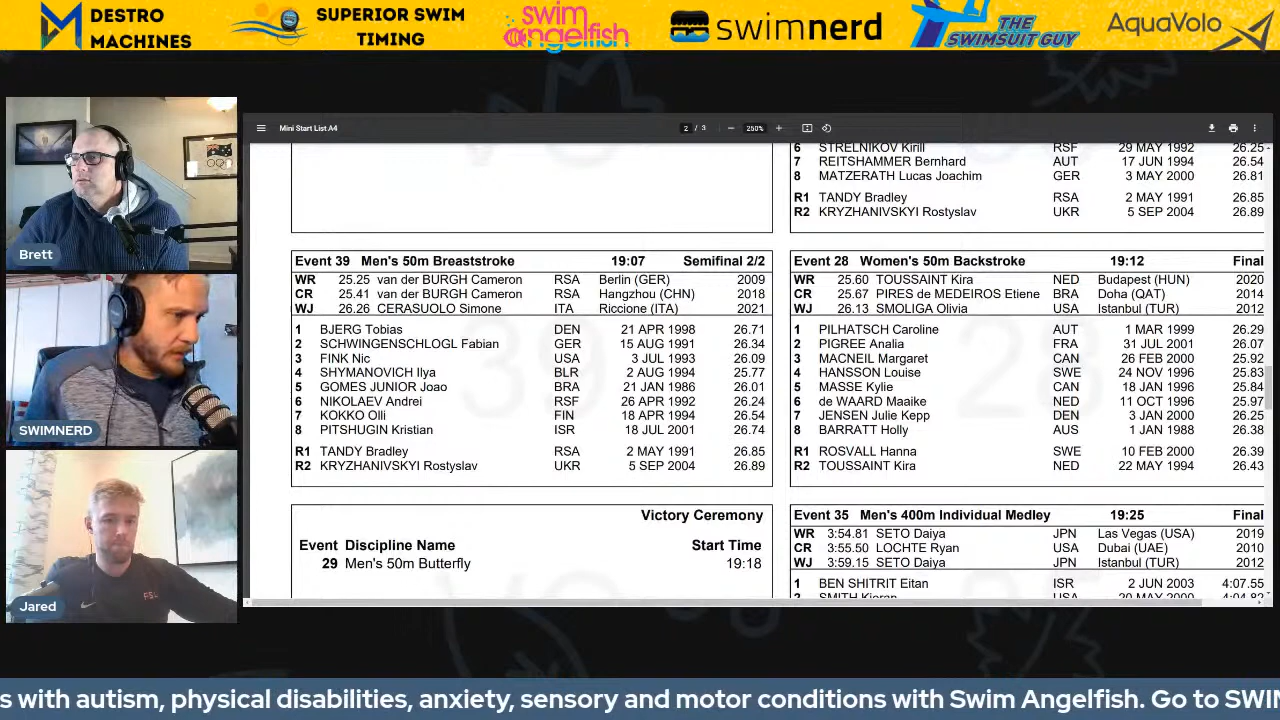 DESTRO
MACHINES
SUPERIOR SWIM
TIMING
swim
angelfish
swimnerd
THE
SWIMSUIT GUY
AquaVolo
Brett
SWIMNERD
Jared
FSL
Mini Start List A4
2 / 3
250%
6 STRELNIKOV Kirill RSF 29 MAY 1992 26.25
7 REITSHAMMER Bernhard AUT 17 JUN 1994 26.54
8 MATZERATH Lucas Joachim GER 3 MAY 2000 26.81
R1 TANDY Bradley RSA 2 MAY 1991 26.85
R2 KRYZHANIVSKYI Rostyslav UKR 5 SEP 2004 26.89
Event 39 Men's 50m Breaststroke 19:07 Semifinal 2/2
WR 25.25 van der BURGH Cameron RSA Berlin (GER) 2009
CR 25.41 van der BURGH Cameron RSA Hangzhou (CHN) 2018
WJ 26.26 CERASUOLO Simone ITA Riccione (ITA) 2021
1 BJERG Tobias DEN 21 APR 1998 26.71
2 SCHWINGENSCHLOGL Fabian GER 15 AUG 1991 26.34
3 FINK Nic USA 3 JUL 1993 26.09
4 SHYMANOVICH Ilya BLR 2 AUG 1994 25.77
5 GOMES JUNIOR Joao BRA 21 JAN 1986 26.01
6 NIKOLAEV Andrei RSF 26 APR 1992 26.24
7 KOKKO Olli FIN 18 APR 1994 26.54
8 PITSHUGIN Kristian ISR 18 JUL 2001 26.74
R1 TANDY Bradley RSA 2 MAY 1991 26.85
R2 KRYZHANIVSKYI Rostyslav UKR 5 SEP 2004 26.89
39
Event 28 Women's 50m Backstroke 19:12 Final
WR 25.60 TOUSSAINT Kira NED Budapest (HUN) 2020
CR 25.67 PIRES de MEDEIROS Etiene BRA Doha (QAT) 2014
WJ 26.13 SMOLIGA Olivia USA Istanbul (TUR) 2012
1 PILHATSCH Caroline AUT 1 MAR 1999 26.29
2 PIGREE Analia FRA 31 JUL 2001 26.07
3 MACNEIL Margaret CAN 26 FEB 2000 25.92
4 HANSSON Louise SWE 24 NOV 1996 25.83
5 MASSE Kylie CAN 18 JAN 1996 25.84
6 de WAARD Maaike NED 11 OCT 1996 25.97
7 JENSEN Julie Kepp DEN 3 JAN 2000 26.25
8 BARRATT Holly AUS 1 JAN 1988 26.38
R1 ROSVALL Hanna SWE 10 FEB 2000 26.39
R2 TOUSSAINT Kira NED 22 MAY 1994 26.43
28
Victory Ceremony
Event Discipline Name Start Time
29 Men's 50m Butterfly 19:18
Event 35 Men's 400m Individual Medley 19:25 Final
WR 3:54.81 SETO Daiya JPN Las Vegas (USA) 2019
CR 3:55.50 LOCHTE Ryan USA Dubai (UAE) 2010
WJ 3:59.15 SETO Daiya JPN Istanbul (TUR) 2012
1 BEN SHITRIT Eitan ISR 2 JUN 2003 4:07.55
2 SMITH Kieran USA 20 MAY 2000 4:04.82
s with autism, physical disabilities, anxiety, sensory and motor conditions with Swim Angelfish. Go to SWIN